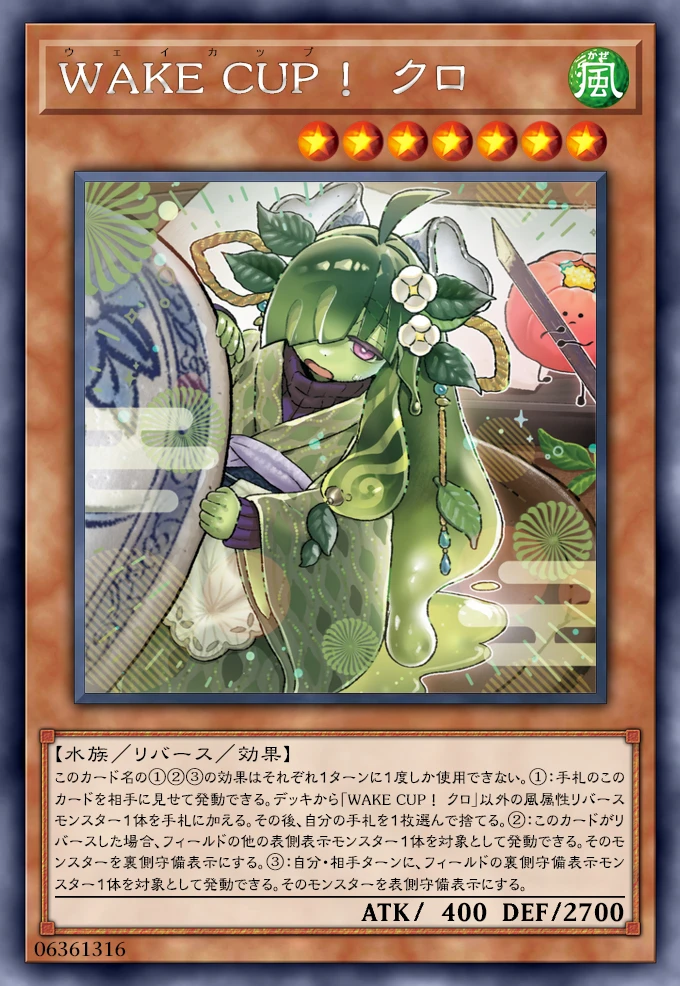 ウェイカップ
WAKE CUP！ クロ
かぜ
風
【水族／リバース／効果】
このカード名の①②③の効果はそれぞれ1ターンに1度しか使用できない。①：手札のこの
カードを相手に見せて発動できる。デッキから「WAKE CUP！ クロ」以外の風属性リバース
モンスター1体を手札に加える。その後、自分の手札を1枚選んで捨てる。②：このカードがリ
バースした場合、フィールドの他の表側表示モンスター1体を対象として発動できる。そのモ
ンスターを裏側守備表示にする。③：自分・相手ターンに、フィールドの裏側守備表示モン
スター1体を対象として発動できる。そのモンスターを表側守備表示にする。
ATK/ 400 DEF/2700
06361316